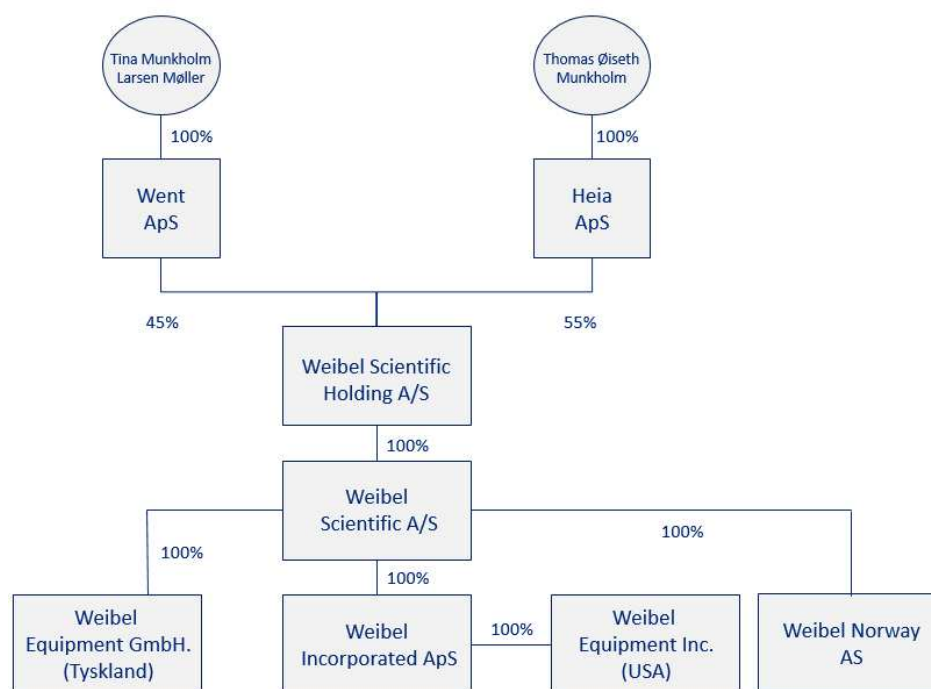 Tina Munkholm
Larsen Møller
Thomas Øiseth
Munkholm
100%
100%
Went
ApS
Heia
ApS
45%
55%
Weibel Scientific
Holding A/S
100%
Weibel
Scientific A/S
100%
100%
100%
Weibel
Equipment GmbH.
(Tyskland)
Weibel
Incorporated ApS
100%
Weibel
Equipment Inc.
(USA)
Weibel Norway
AS